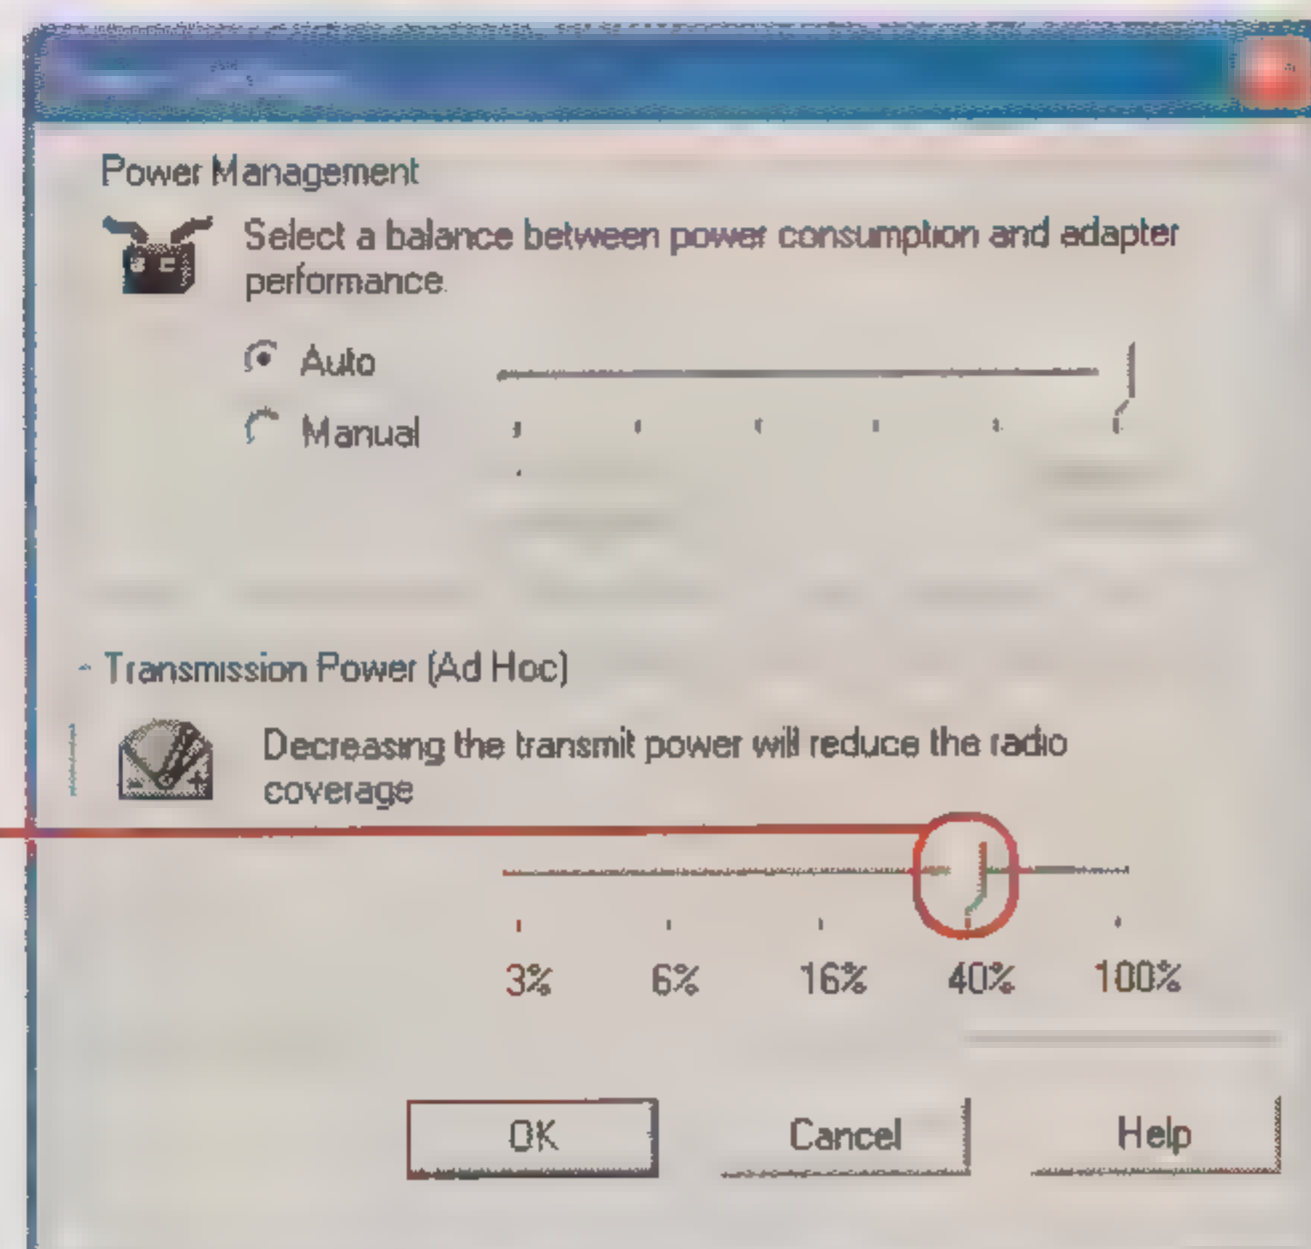 Power Management
Select a balance between power consumption and adapter
performance.
Auto
Manual
Transmission Power (Ad Hoc)
Decreasing the transmit power will reduce the radio
coverage
3% 6% 16% 40% 100%
OK Cancel Help